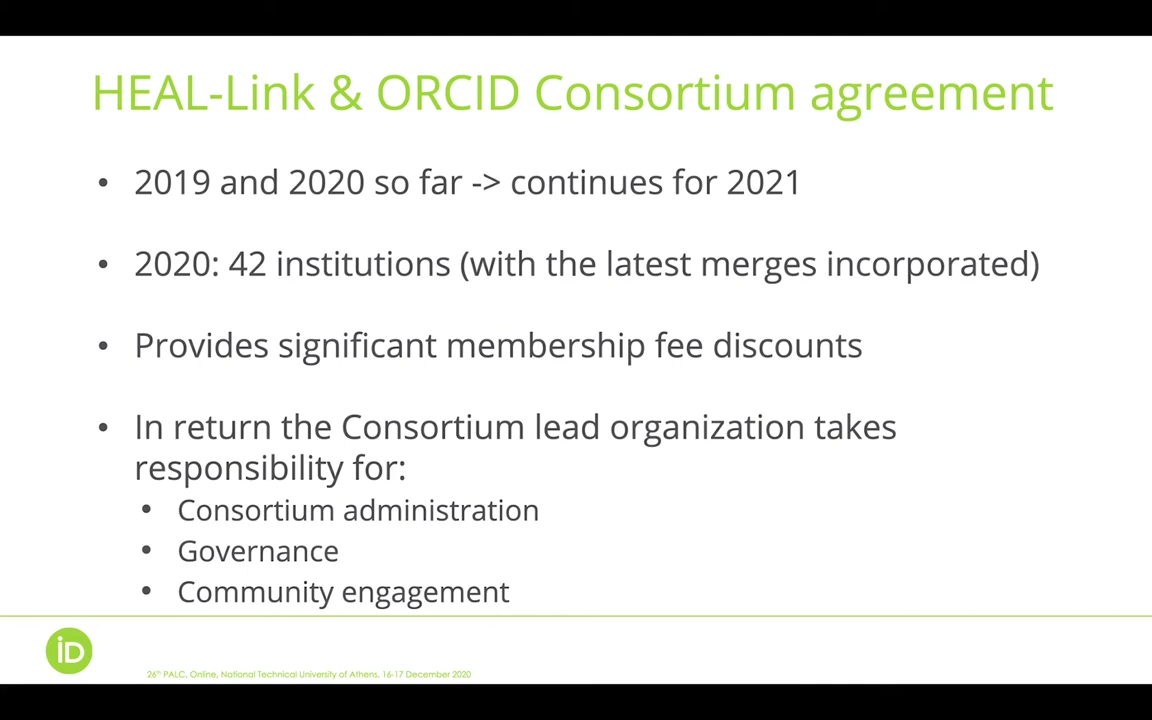 HEAL-Link & ORCID Consortium agreement
• 2019 and 2020 so far -> continues for 2021
• 2020: 42 institutions (with the latest merges incorporated)
• Provides significant membership fee discounts
• In return the Consortium lead organization takes
responsibility for:
• Consortium administration
• Governance
• Community engagement
iD
26th PALC, Online, National Technical University of Athens, 16-17 December 2020